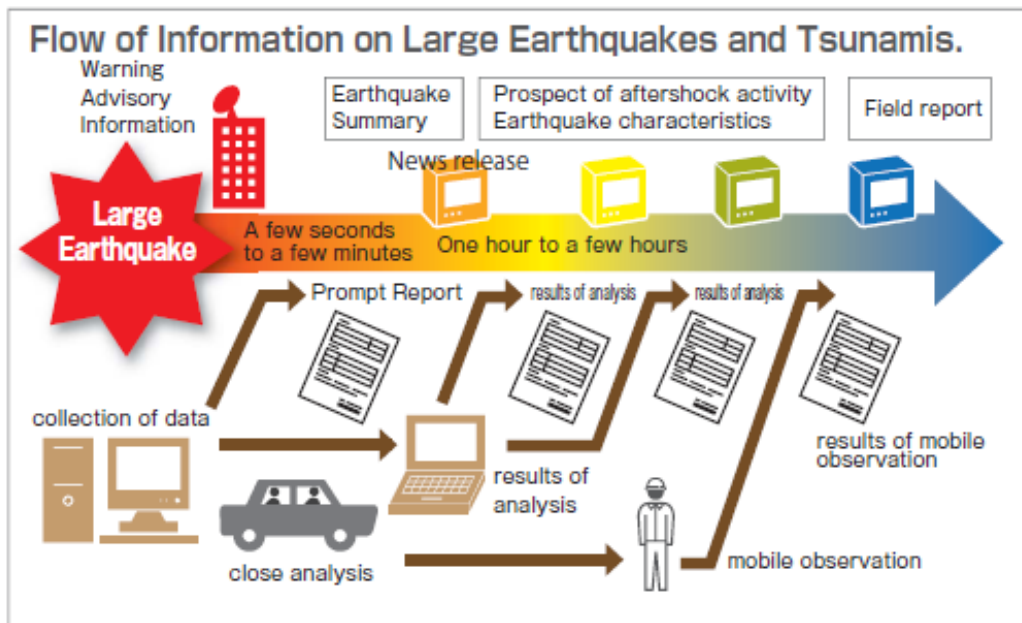 Flow of Information on Large Earthquakes and Tsunamis.
Warning
Advisory
Information
Earthquake
Summary
Prospect of aftershock activity
Earthquake characteristics
Field report
News release
Large
Earthquake
A few seconds
to a few minutes
One hour to a few hours
Prompt Report
results of analysis
results of analysis
collection of data
results of mobile
observation
results of
analysis
close analysis
mobile observation